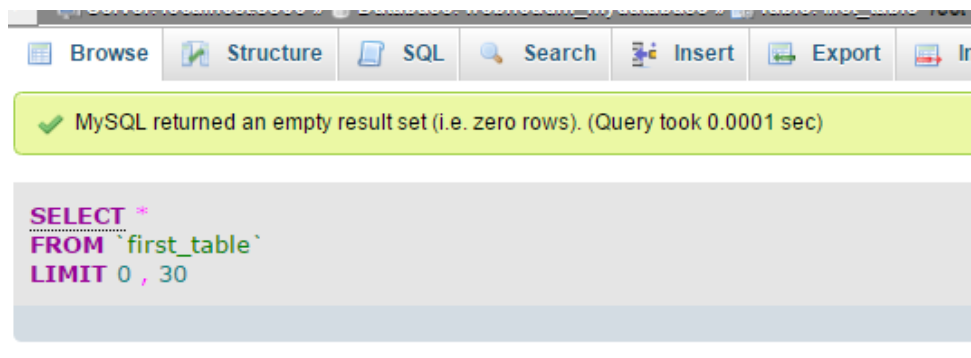 Browse Structure SQL Search Insert Export
MySQL returned an empty result set (i.e. zero rows). (Query took 0.0001 sec)
SELECT *
FROM `first_table`
LIMIT 0 , 30